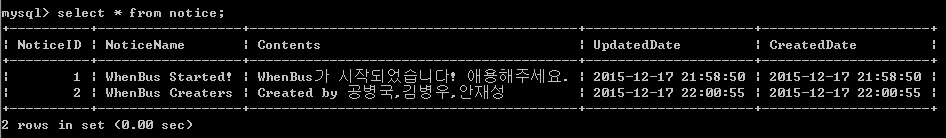 mysql> select * from notice;
| NoticeID | NoticeName | Contents | UpdatedDate | CreatedDate |
| 1 | WhenBus Started! | WhenBus가 시작되었습니다! 애용해주세요. | 2015-12-17 21:58:50 | 2015-12-17 21:58:50 |
| 2 | WhenBus Creaters | Created by 공병국,김병우,안재성 | 2015-12-17 22:00:55 | 2015-12-17 22:00:55 |
2 rows in set (0.00 sec)